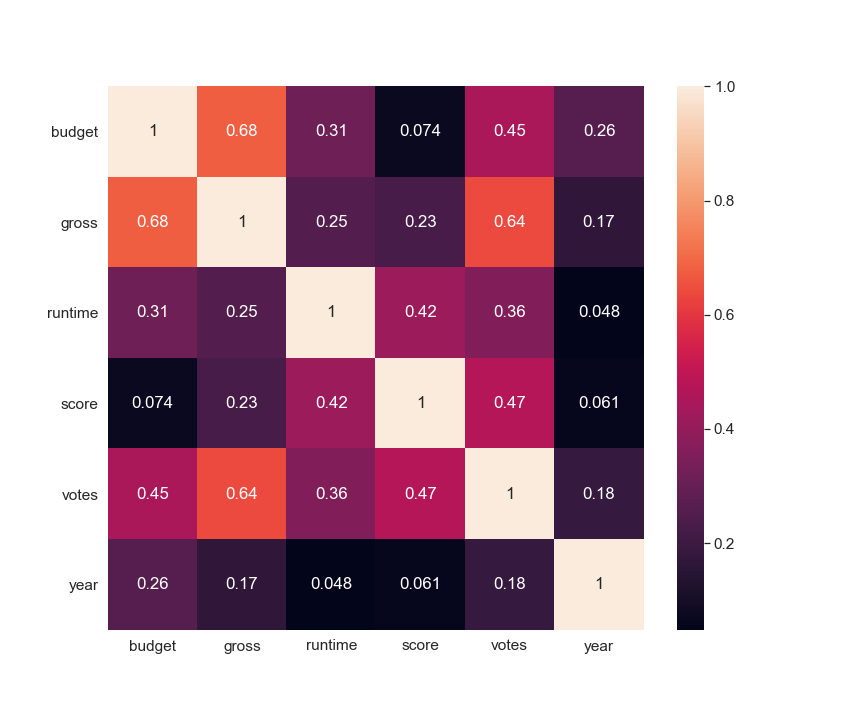 budget 1 0.68 0.31 0.074 0.45 0.26
gross 0.68 1 0.25 0.23 0.64 0.17
runtime 0.31 0.25 1 0.42 0.36 0.048
score 0.074 0.23 0.42 1 0.47 0.061
votes 0.45 0.64 0.36 0.47 1 0.18
year 0.26 0.17 0.048 0.061 0.18 1
budget gross runtime score votes year
1.0
0.8
0.6
0.4
0.2